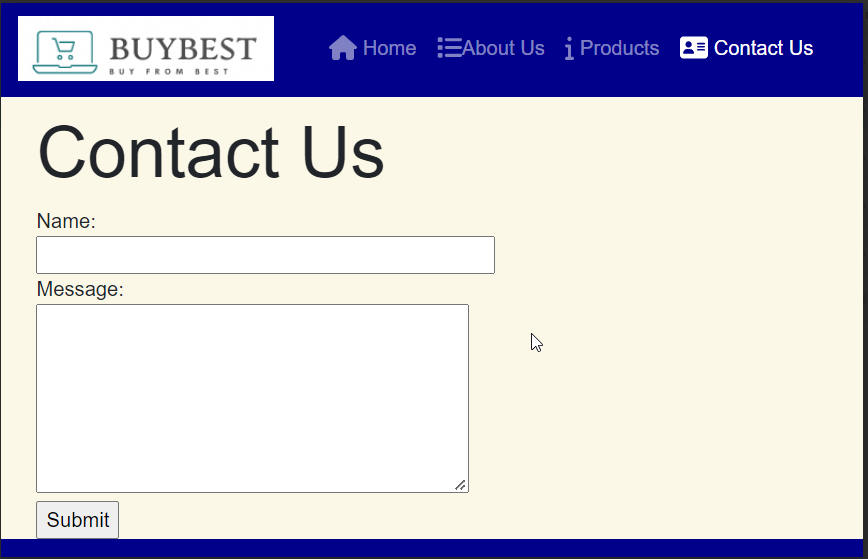 BUYBEST
BUY FROM BEST
Home About Us Products Contact Us
Contact Us
Name:
Message:
Submit